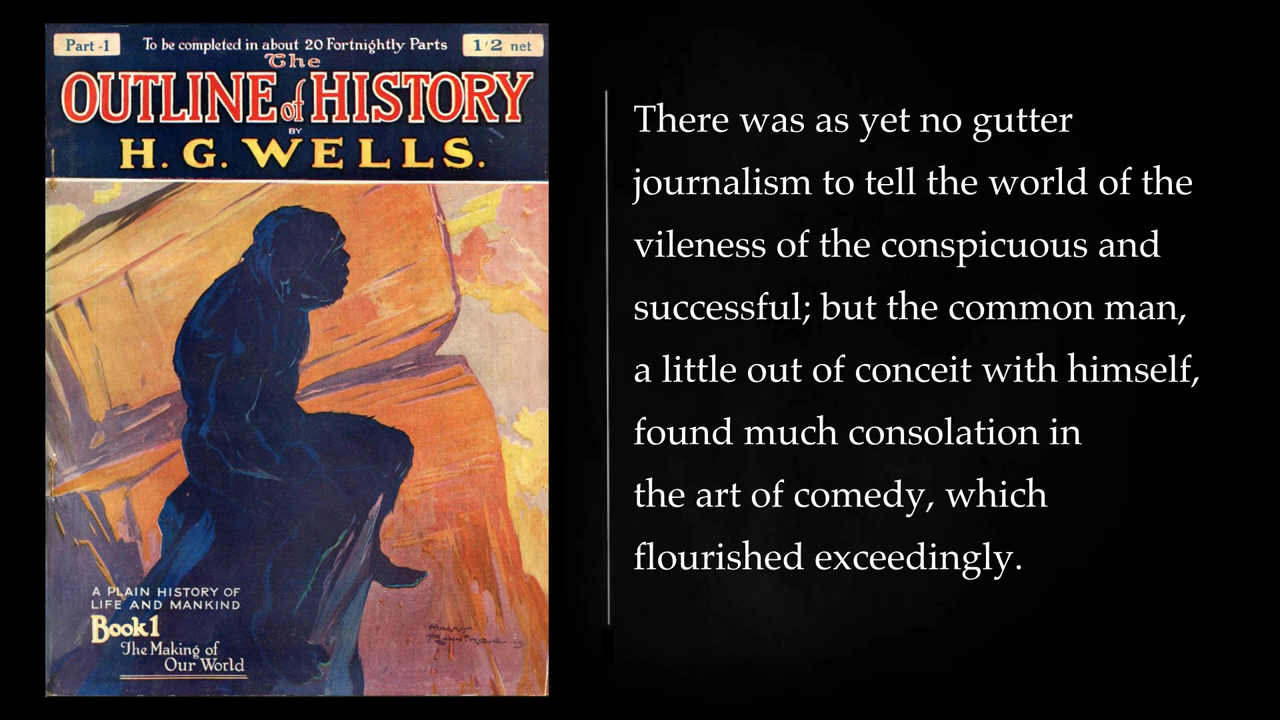 Part -1
To be completed in about 20 Fortnightly Parts
1/2 net
The
OUTLINE of HISTORY
BY
H. G. WELLS.
A PLAIN HISTORY OF
LIFE AND MANKIND
Book 1
The Making of
Our World
There was as yet no gutter
journalism to tell the world of the
vileness of the conspicuous and
successful; but the common man,
a little out of conceit with himself,
found much consolation in
the art of comedy, which
flourished exceedingly.